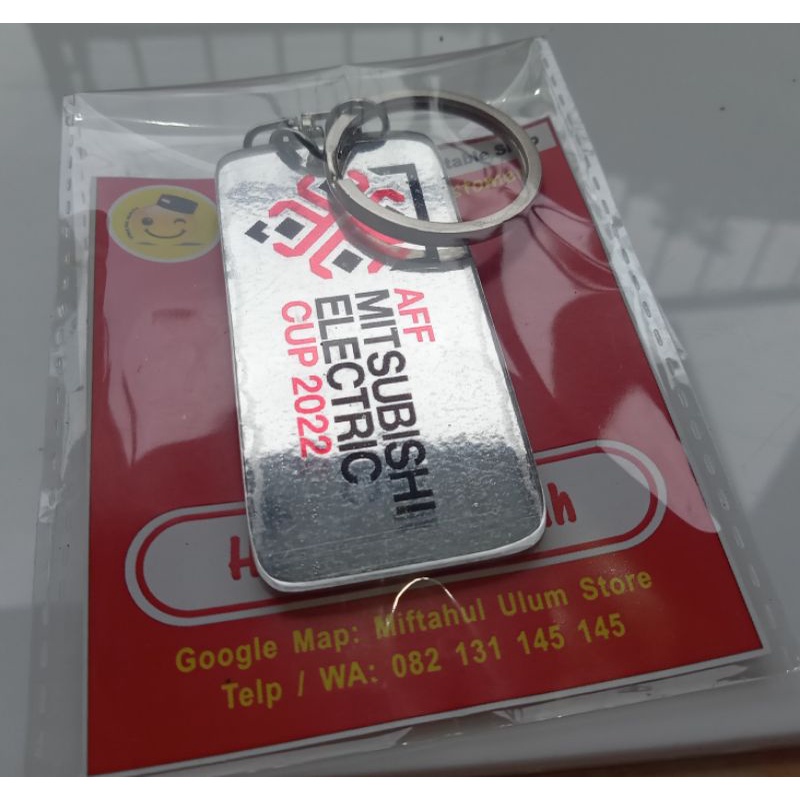 AFF
MITSUBISHI
ELECTRIC
CUP 2022
Google Map: Miftahul Ulum Store
Telp / WA: 082 131 145 145